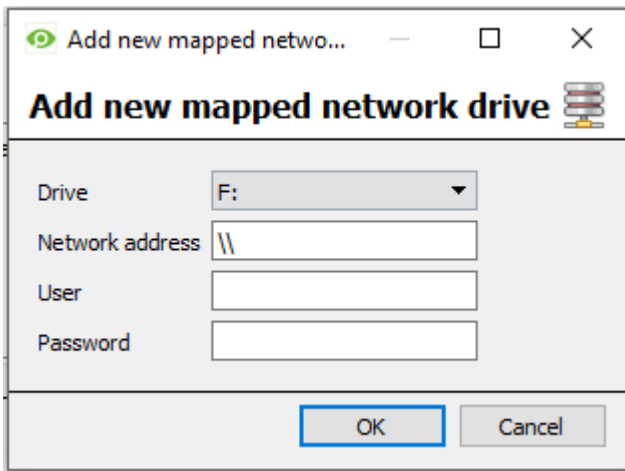 Add new mapped netwo...
Add new mapped network drive
Drive F:
Network address \\
User
Password
OK Cancel